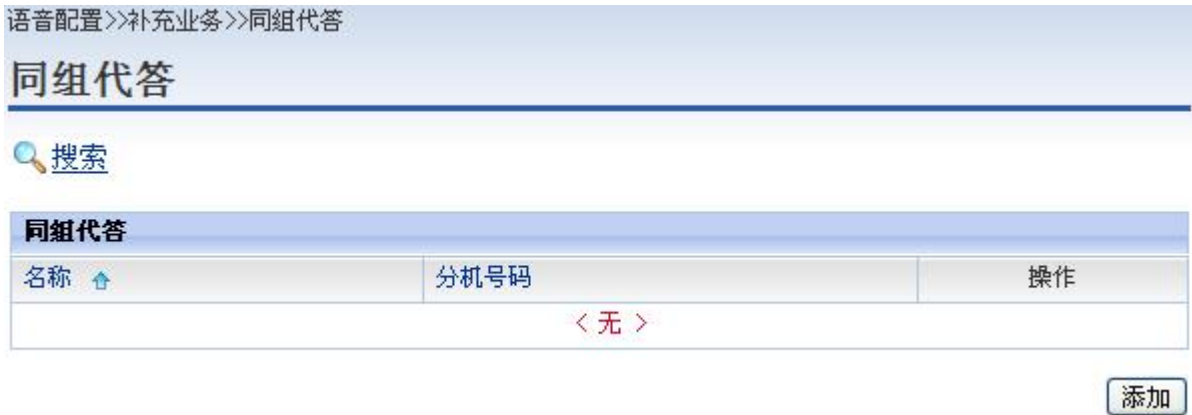 语音配置>>补充业务>>同组代答
同组代答
搜索
同组代答
名称 分机号码 操作
< 无 >
添加